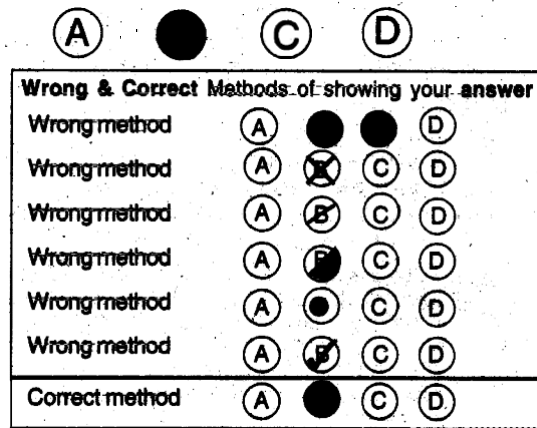 A C D
Wrong & Correct Methods of showing your answer
Wrong method A D
Wrong method A B C D
Wrong method A B C D
Wrong method A B C D
Wrong method A C D
Wrong method A B C D
Correct method A C D